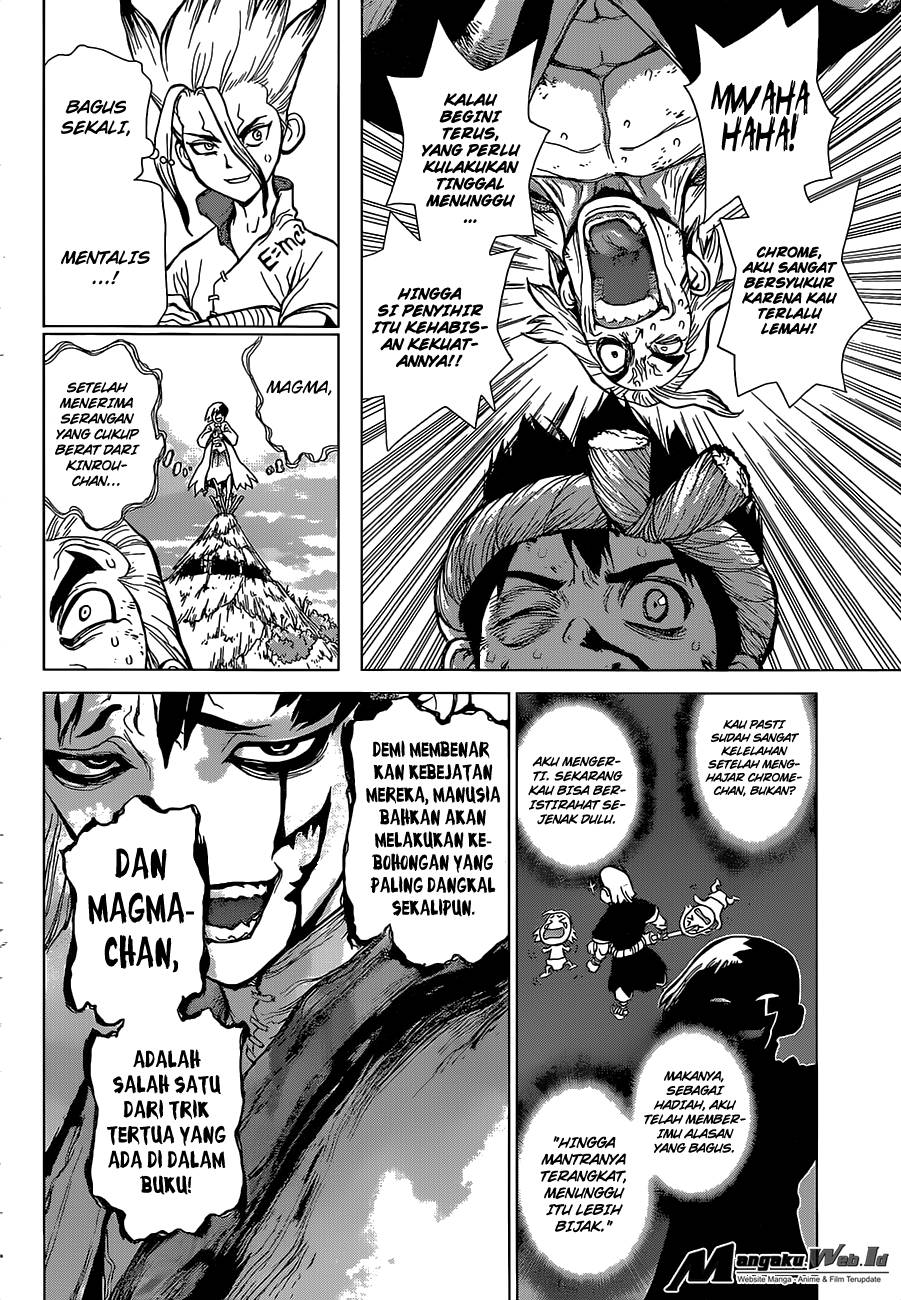 MWAHA
HAHA!
CHROME,
AKU SANGAT
BERSYUKUR
KARENA KAU
TERLALU
LEMAH!
KALAU
BEGINI
TERUS,
YANG PERLU
KULAKUKAN
TINGGAL
MENUNGGU
...
HINGGA
SI PENYIHIR
ITU KEHABIS-
AN KEKUAT-
ANNYA!!
BAGUS
SEKALI,
MENTALIS
...!
E=mc²
MAGMA,
SETELAH
MENERIMA
SERANGAN
YANG CUKUP
BERAT DARI
KINROU-
CHAN...
KAU PASTI
SUDAH SANGAT
KELELAHAN
SETELAH MENG-
HAJAR CHROME-
CHAN, BUKAN?
AKU MENGER-
TI. SEKARANG
KAU BISA BER-
ISTIRAHAT SE-
JENAK DULU.
MAKANYA,
SEBAGAI
HADIAH, AKU
TELAH MEMBER-
IMU ALASAN
YANG BAGUS.
"HINGGA
MANTRANYA
TERANGKAT,
MENUNGGU
ITU LEBIH
BIJAK."
DEMI MEMBENAR
KAN KEBEJATAN
MEREKA, MANUSIA
BAHKAN AKAN
MELAKUKAN KE-
BOHONGAN YANG
PALING DANGKAL
SEKALIPUN.
DAN
MAGMA-
CHAN,
ADALAH
SALAH SATU
DARI TRIK
TERTUA YANG
ADA DI DALAM
BUKU!
Mangaku.Web.Id
Website Manga - Anime & Film Terupdate